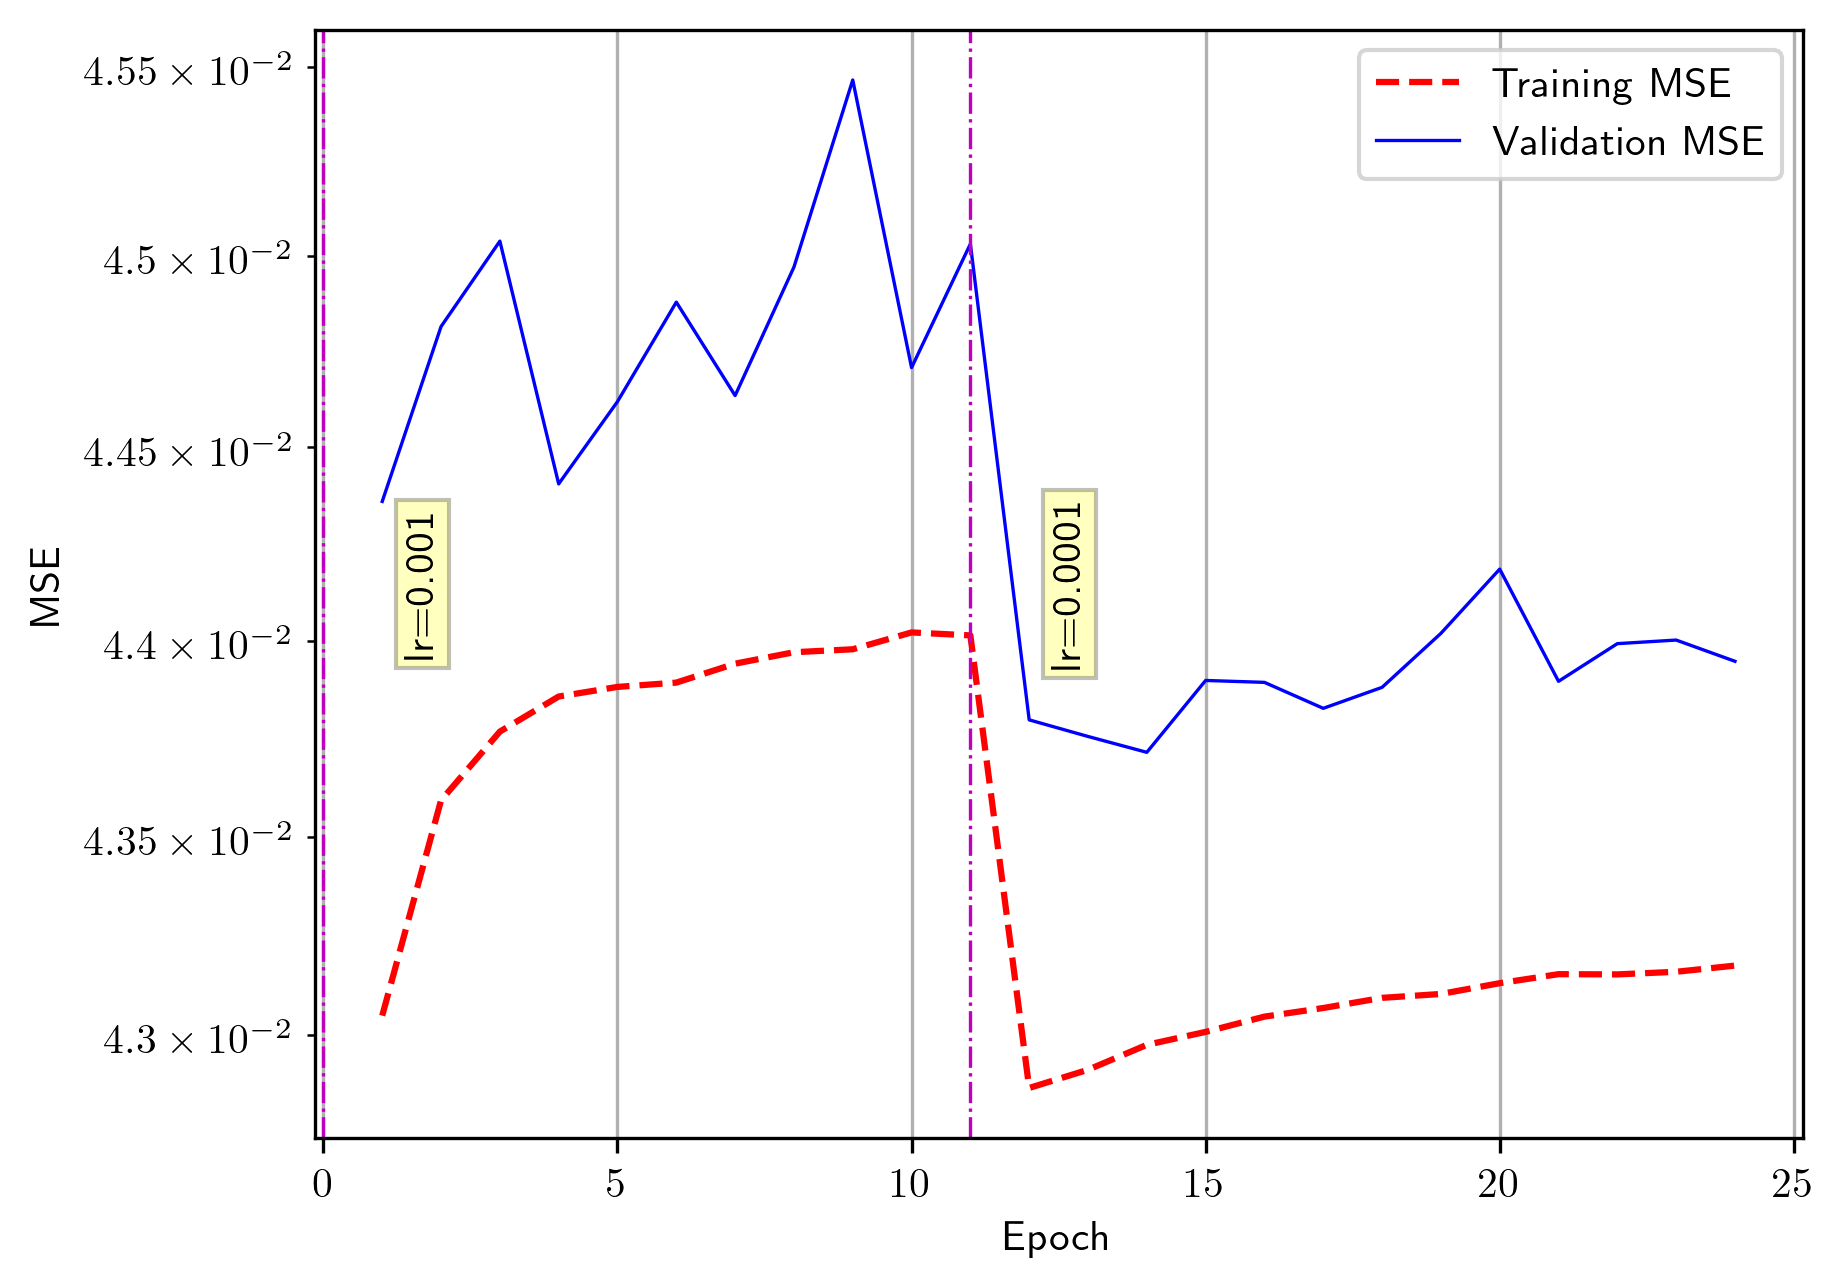 4.55 × 10⁻²
4.5 × 10⁻²
4.45 × 10⁻²
4.4 × 10⁻²
4.35 × 10⁻²
4.3 × 10⁻²
MSE
Training MSE
Validation MSE
lr=0.001
lr=0.0001
0 5 10 15 20 25
Epoch